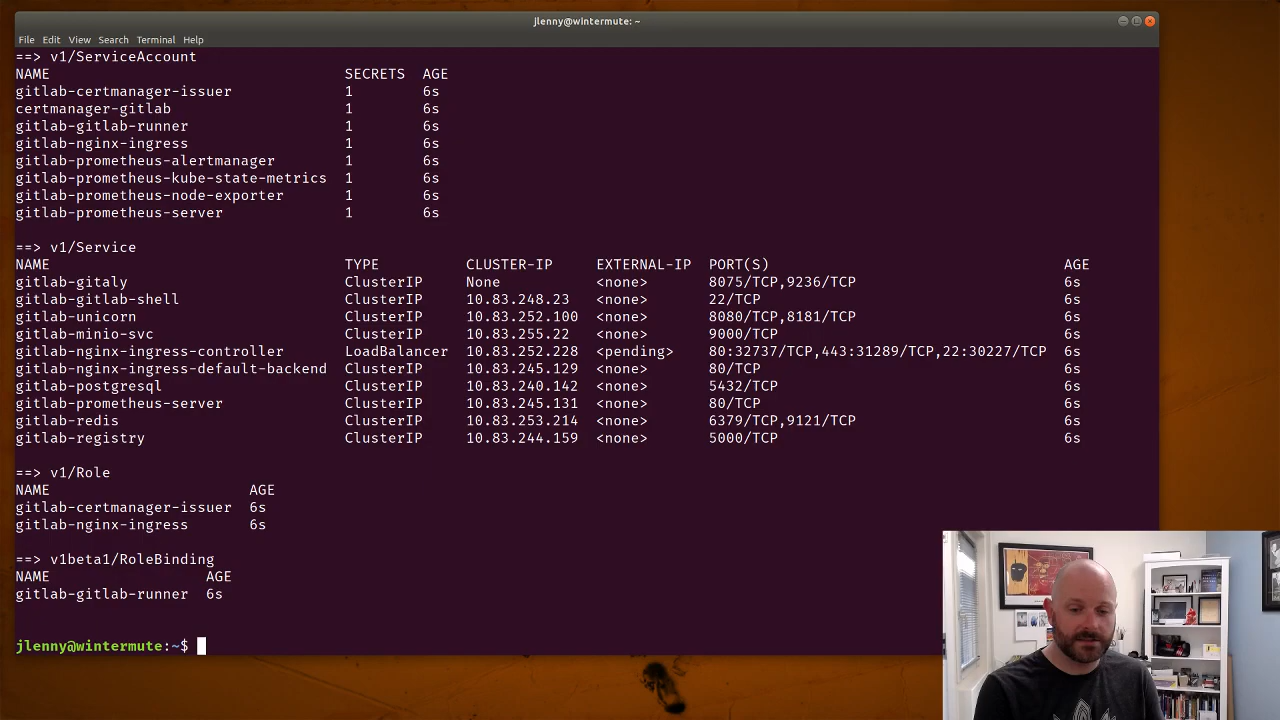 jlenny@wintermute: ~
File Edit View Search Terminal Help
==> v1/ServiceAccount
NAME SECRETS AGE
gitlab-certmanager-issuer 1 6s
certmanager-gitlab 1 6s
gitlab-gitlab-runner 1 6s
gitlab-nginx-ingress 1 6s
gitlab-prometheus-alertmanager 1 6s
gitlab-prometheus-kube-state-metrics 1 6s
gitlab-prometheus-node-exporter 1 6s
gitlab-prometheus-server 1 6s
==> v1/Service
NAME TYPE CLUSTER-IP EXTERNAL-IP PORT(S) AGE
gitlab-gitaly ClusterIP None <none> 8075/TCP,9236/TCP 6s
gitlab-gitlab-shell ClusterIP 10.83.248.23 <none> 22/TCP 6s
gitlab-unicorn ClusterIP 10.83.252.100 <none> 8080/TCP,8181/TCP 6s
gitlab-minio-svc ClusterIP 10.83.255.22 <none> 9000/TCP 6s
gitlab-nginx-ingress-controller LoadBalancer 10.83.252.228 <pending> 80:32737/TCP,443:31289/TCP,22:30227/TCP 6s
gitlab-nginx-ingress-default-backend ClusterIP 10.83.245.129 <none> 80/TCP 6s
gitlab-postgresql ClusterIP 10.83.240.142 <none> 5432/TCP 6s
gitlab-prometheus-server ClusterIP 10.83.245.131 <none> 80/TCP 6s
gitlab-redis ClusterIP 10.83.253.214 <none> 6379/TCP,9121/TCP 6s
gitlab-registry ClusterIP 10.83.244.159 <none> 5000/TCP 6s
==> v1/Role
NAME AGE
gitlab-certmanager-issuer 6s
gitlab-nginx-ingress 6s
==> v1beta1/RoleBinding
NAME AGE
gitlab-gitlab-runner 6s
jlenny@wintermute:~$